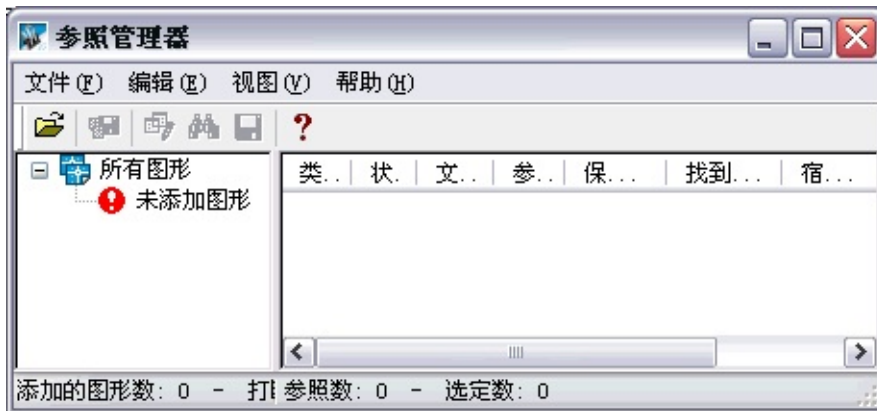 参照管理器
文件(F) 编辑(E) 视图(V) 帮助(H)
?
所有图形
未添加图形
类.. 状. 文.. 参.. 保... 找到... 宿...
添加的图形数: 0 - 打 参照数: 0 - 选定数: 0